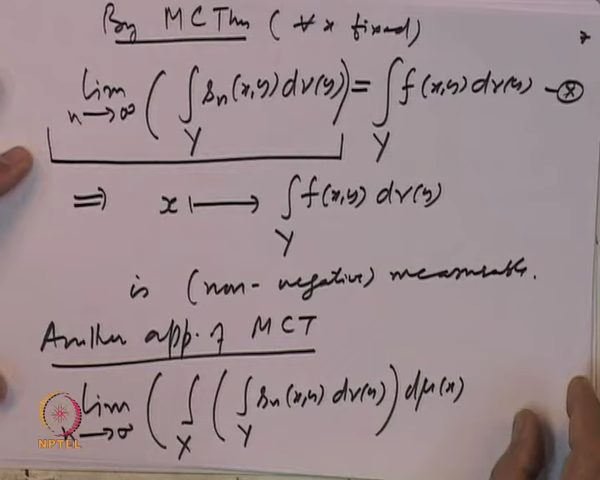 By MCThm (∀ x fixed)
lim n→∞ ( ∫_Y s_n(x,y) dν(y) ) = ∫_Y f(x,y) dν(y) —⊛
⇒ x ↦ ∫_Y f(x,y) dν(y)
is (non-negative) measurable.
Another app. of MCT
lim n→∞ ( ∫_X ( ∫_Y s_n(x,y) dν(y) ) dμ(x)
NPTEL